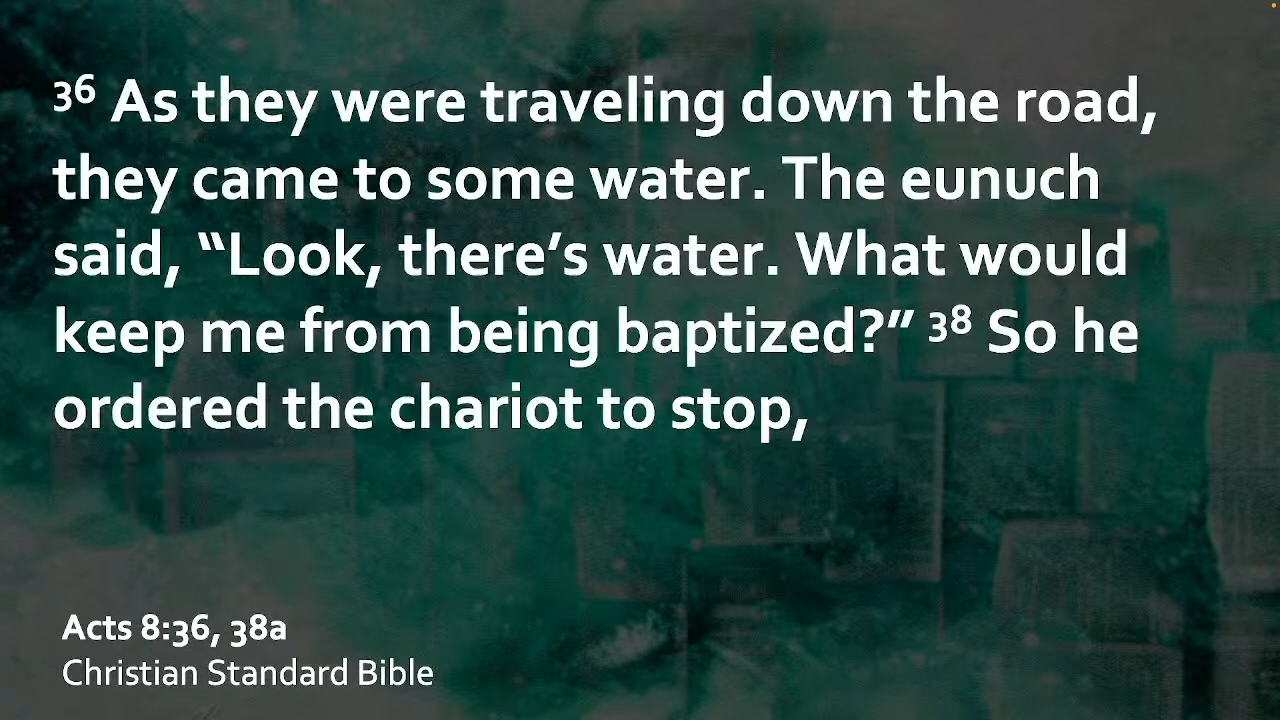 36 As they were traveling down the road,
they came to some water. The eunuch
said, “Look, there’s water. What would
keep me from being baptized?” 38 So he
ordered the chariot to stop,
Acts 8:36, 38a
Christian Standard Bible